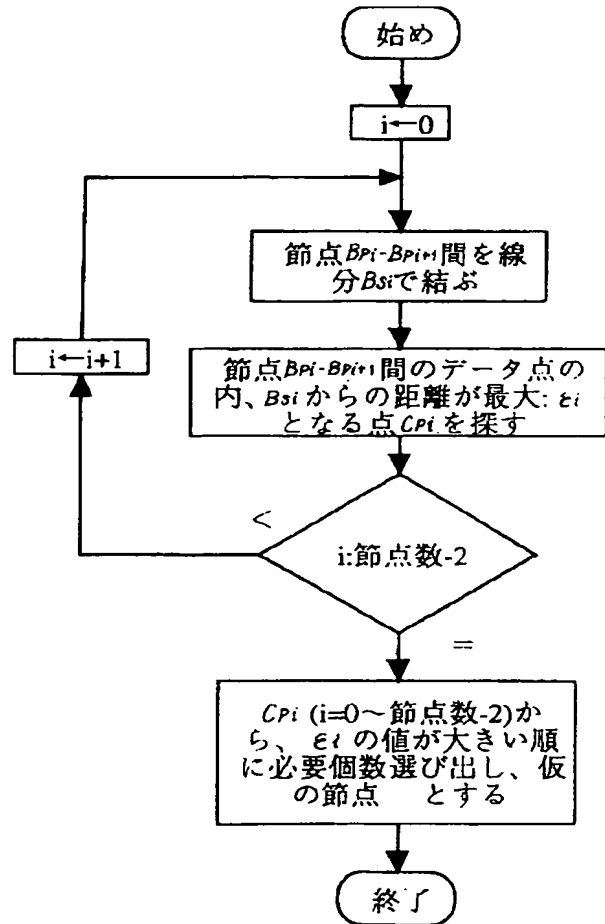 始め
i←0
節点BPi-BPi+1間を線
分BSiで結ぶ
i←i+1
節点BPi-BPi+1間のデータ点の
内、BSiからの距離が最大: εi
となる点CPiを探す
<
i:節点数-2
=
CPi (i=0〜節点数-2)か
ら、εiの値が大きい順
に必要個数選び出し、仮
の節点 とする
終了